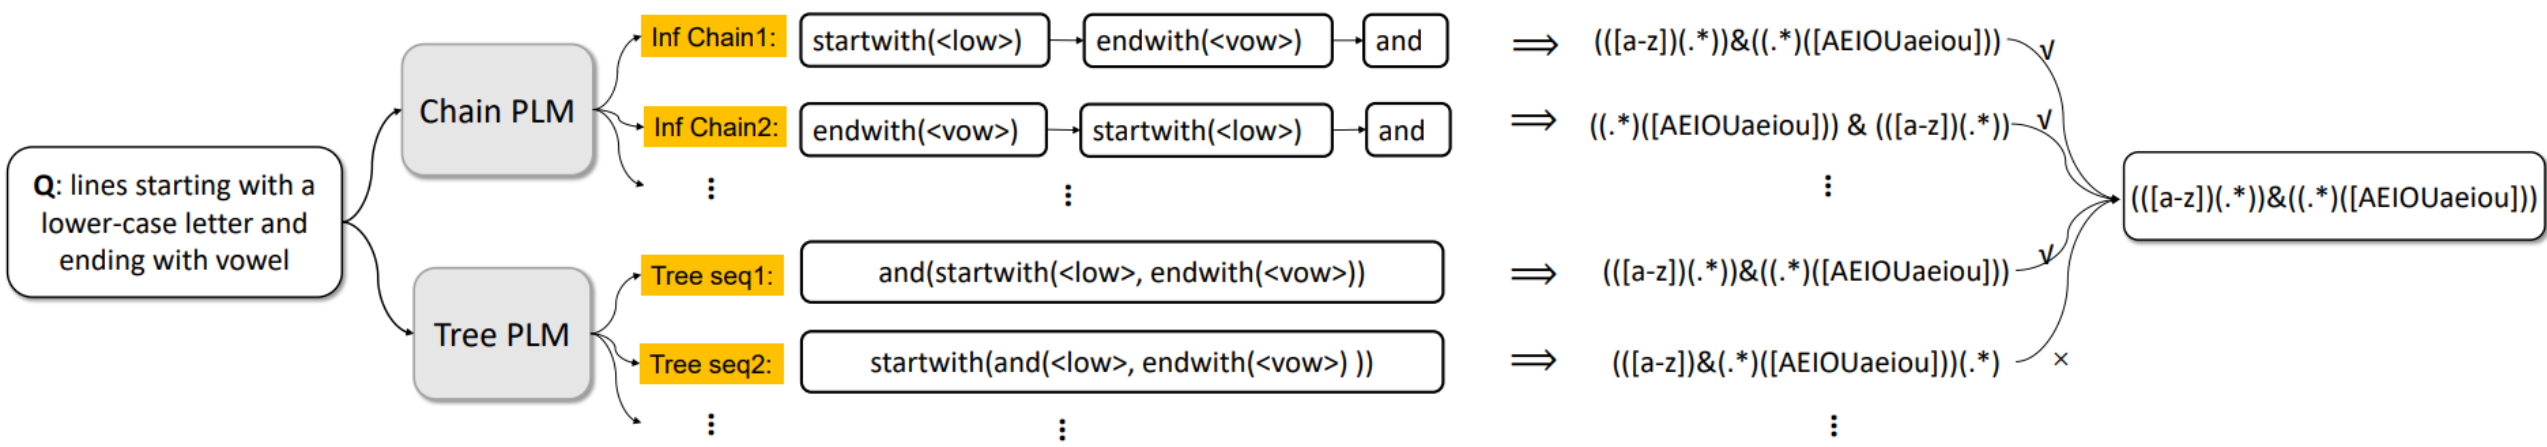 Q: lines starting with a
lower-case letter and
ending with vowel
Chain PLM
Tree PLM
Inf Chain1: startwith(<low>) endwith(<vow>) and ⇒ (([a-z])(.*))&((.*)([AEIOUaeiou])) √
Inf Chain2: endwith(<vow>) startwith(<low>) and ⇒ ((.*)([AEIOUaeiou])) & (([a-z])(.*)) √
⋮ ⋮ ⋮
Tree seq1: and(startwith(<low>, endwith(<vow>)) ⇒ (([a-z])(.*))&((.*)([AEIOUaeiou])) √
Tree seq2: startwith(and(<low>, endwith(<vow>) )) ⇒ (([a-z])&(.*)([AEIOUaeiou]))(.*) ×
⋮ ⋮ ⋮
(([a-z])(.*))&((.*)([AEIOUaeiou]))